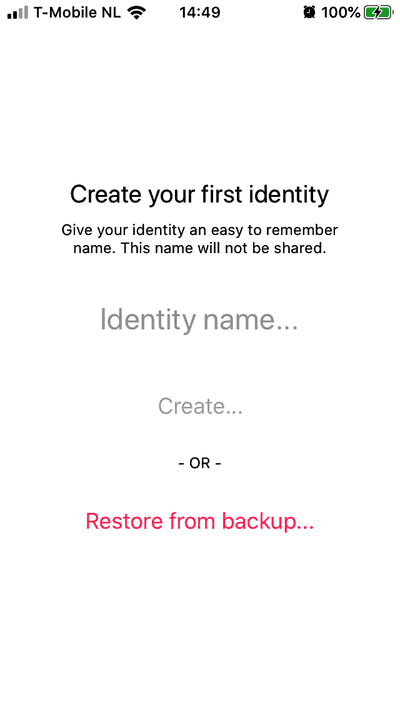 T-Mobile NL 14:49 100%
Create your first identity
Give your identity an easy to remember
name. This name will not be shared.
Identity name...
Create...
- OR -
Restore from backup...